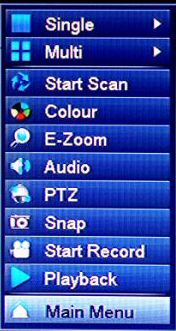 Single
Multi
Start Scan
Colour
E-Zoom
Audio
PTZ
Snap
Start Record
Playback
Main Menu